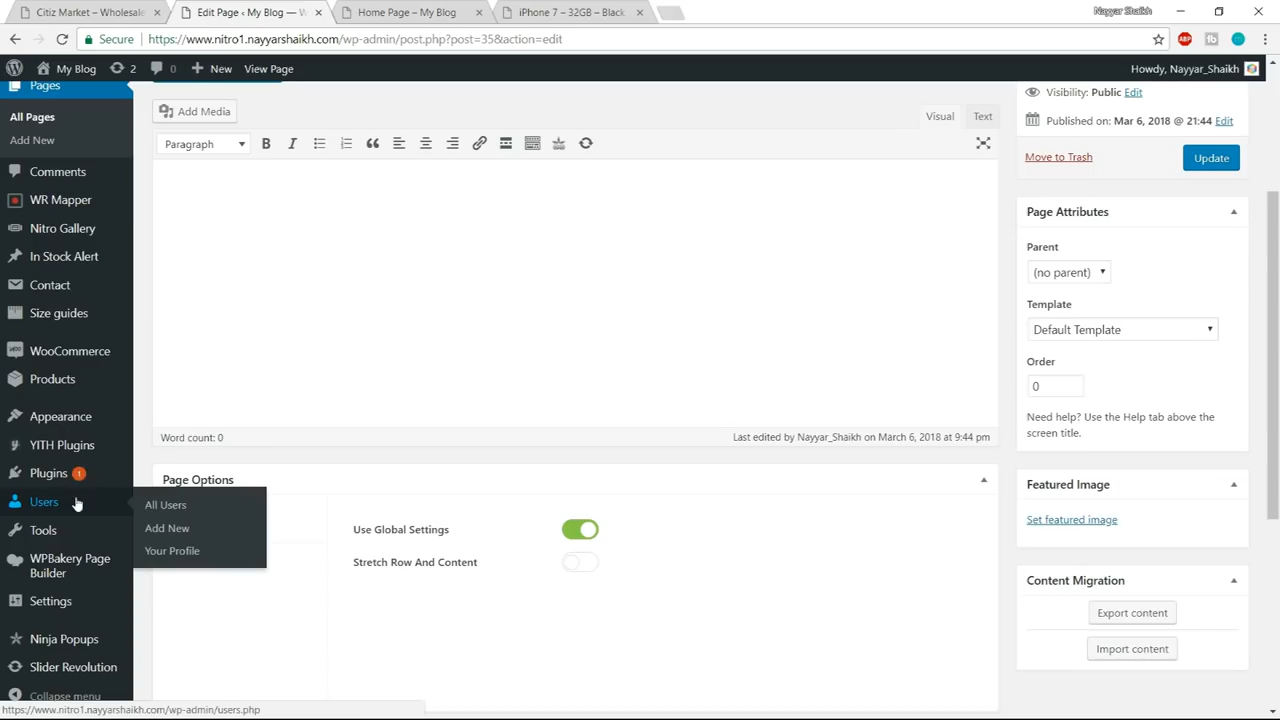 Citiz Market – Wholesale
Edit Page ‹ My Blog — W
Home Page – My Blog
iPhone 7 – 32GB – Black
Nayyar Shaikh
Secure
https://www.nitro1.nayyarshaikh.com/wp-admin/post.php?post=35&action=edit
ABP
fb
My Blog
2
0
New
View Page
Howdy, Nayyar_Shaikh
Pages
All Pages
Add New
Comments
WR Mapper
Nitro Gallery
In Stock Alert
Contact
Size guides
WooCommerce
Products
Appearance
YITH Plugins
Plugins 1
Users
Tools
WPBakery Page
Builder
Settings
Ninja Popups
Slider Revolution
Collapse menu
All Users
Add New
Your Profile
Add Media
Visual
Text
Paragraph
Word count: 0
Last edited by Nayyar_Shaikh on March 6, 2018 at 9:44 pm
Page Options
Use Global Settings
Stretch Row And Content
Visibility: Public Edit
Published on: Mar 6, 2018 @ 21:44 Edit
Move to Trash
Update
Page Attributes
Parent
(no parent)
Template
Default Template
Order
0
Need help? Use the Help tab above the
screen title.
Featured Image
Set featured image
Content Migration
Export content
Import content
https://www.nitro1.nayyarshaikh.com/wp-admin/users.php